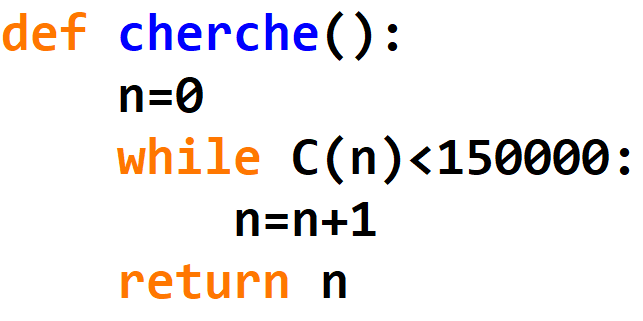 def cherche():
    n=0
    while C(n)<150000:
        n=n+1
    return n